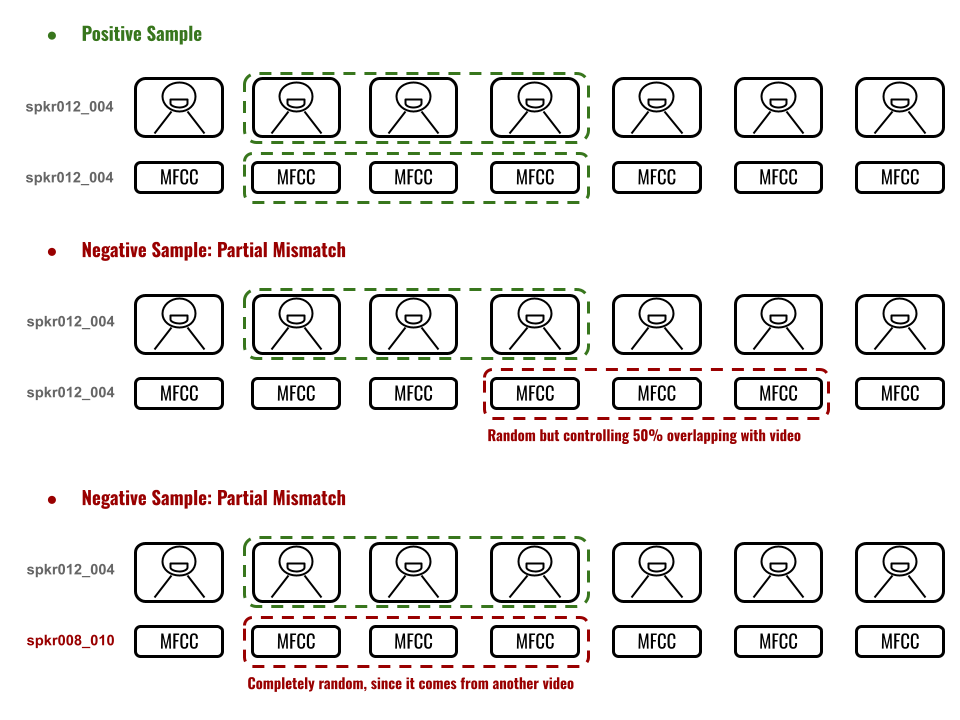 • Positive Sample
spkr012_004
spkr012_004 MFCC MFCC MFCC MFCC MFCC MFCC MFCC
• Negative Sample: Partial Mismatch
spkr012_004
spkr012_004 MFCC MFCC MFCC MFCC MFCC MFCC MFCC
Random but controlling 50% overlapping with video
• Negative Sample: Partial Mismatch
spkr012_004
spkr008_010 MFCC MFCC MFCC MFCC MFCC MFCC MFCC
Completely random, since it comes from another video